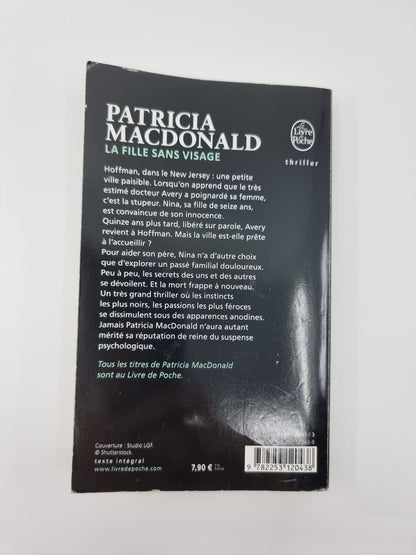 PATRICIA
MACDONALD
LA FILLE SANS VISAGE
Le
Livre
de
Poche
thriller
Hoffman, dans le New Jersey : une petite
ville paisible. Lorsqu'on apprend que le très
estimé docteur Avery a poignardé sa femme,
c'est la stupeur. Nina, sa fille de seize ans,
est convaincue de son innocence.
Quinze ans plus tard, libéré sur parole, Avery
revient à Hoffman. Mais la ville est-elle prête
à l'accueillir ?
Pour aider son père, Nina n'a d'autre choix
que d'explorer un passé familial douloureux.
Peu à peu, les secrets des uns et des autres
se dévoilent. Et la mort frappe à nouveau.
Un très grand thriller où les instincts
les plus noirs, les passions les plus féroces
se dissimulent sous des apparences anodines.
Jamais Patricia MacDonald n'aura autant
mérité sa réputation de reine du suspense
psychologique.
Tous les titres de Patricia MacDonald
sont au Livre de Poche.
Couverture : Studio LGF.
© Shutterstock.
texte intégral
www.livredepoche.com
7,90 €
9 782253 120438